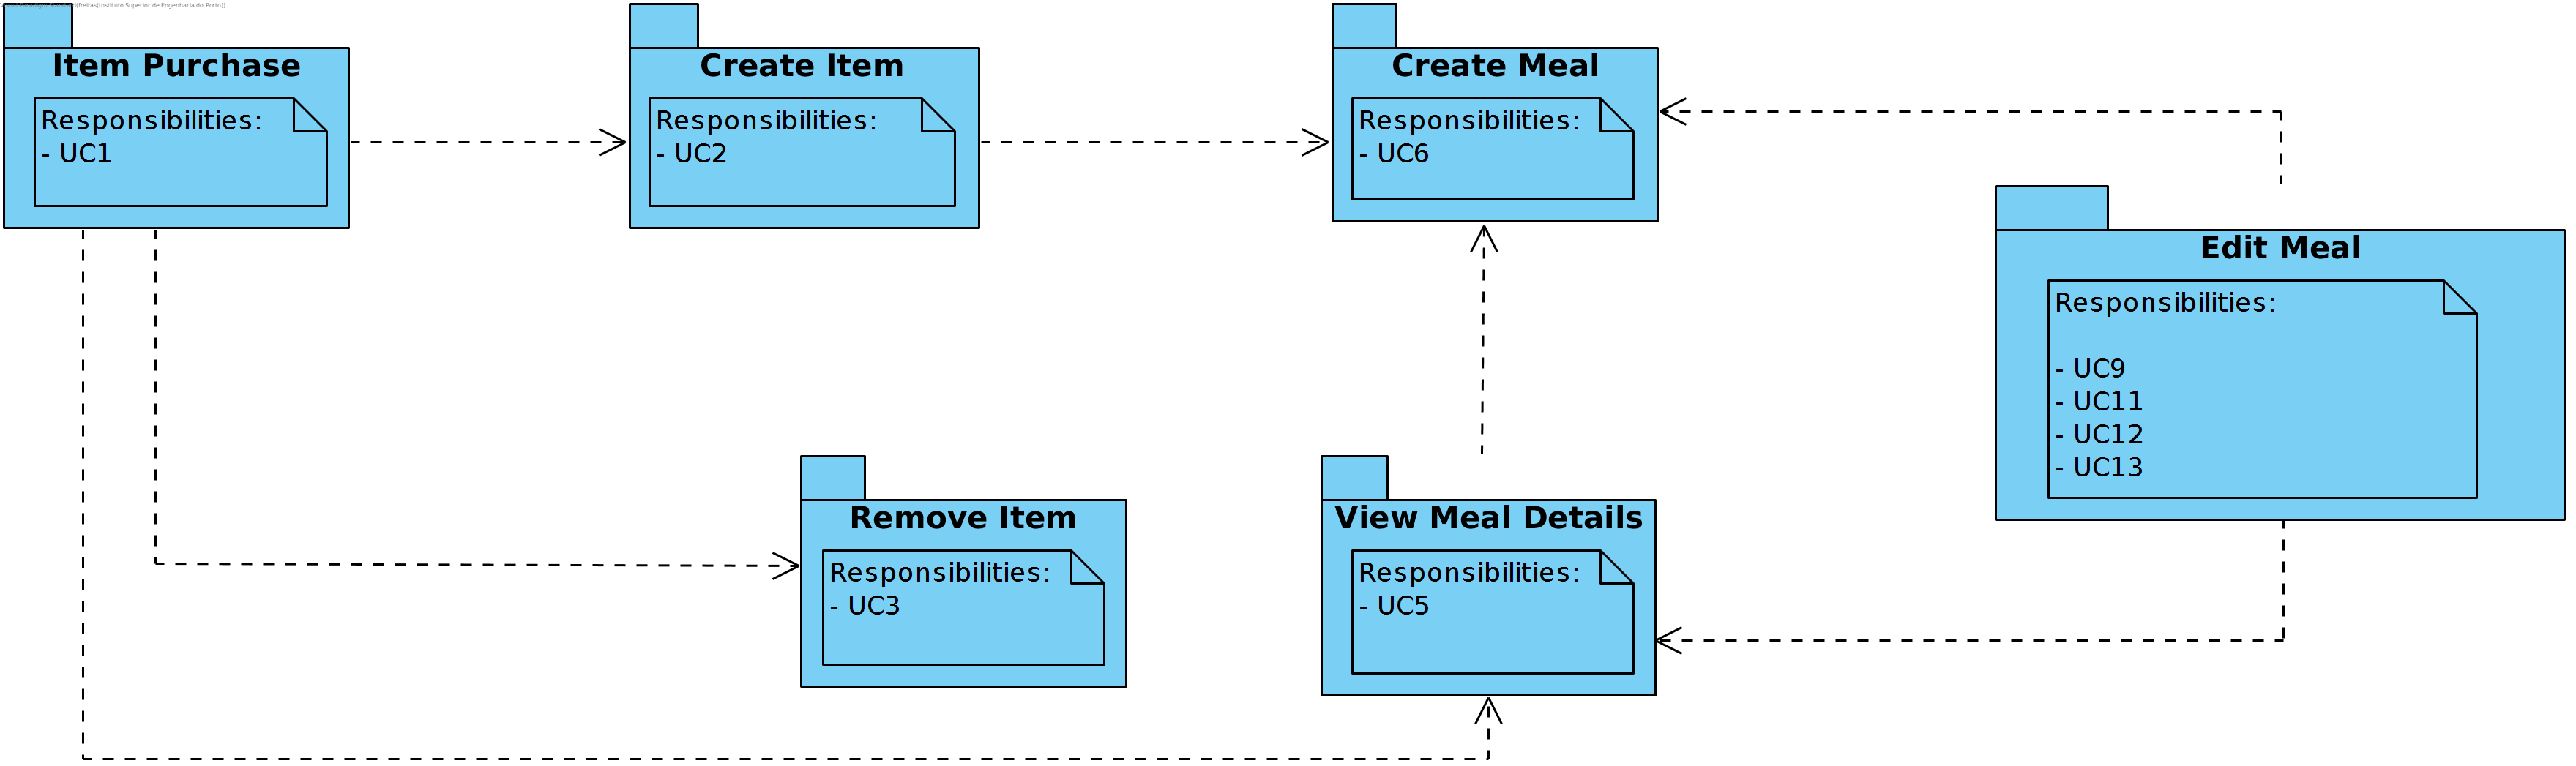 (Instituto Superior de Engenharia do Porto))
Item Purchase
Responsibilities:
- UC1
Create Item
Responsibilities:
- UC2
Create Meal
Responsibilities:
- UC6
Edit Meal
Responsibilities:
- UC9
- UC11
- UC12
- UC13
Remove Item
Responsibilities:
- UC3
View Meal Details
Responsibilities:
- UC5